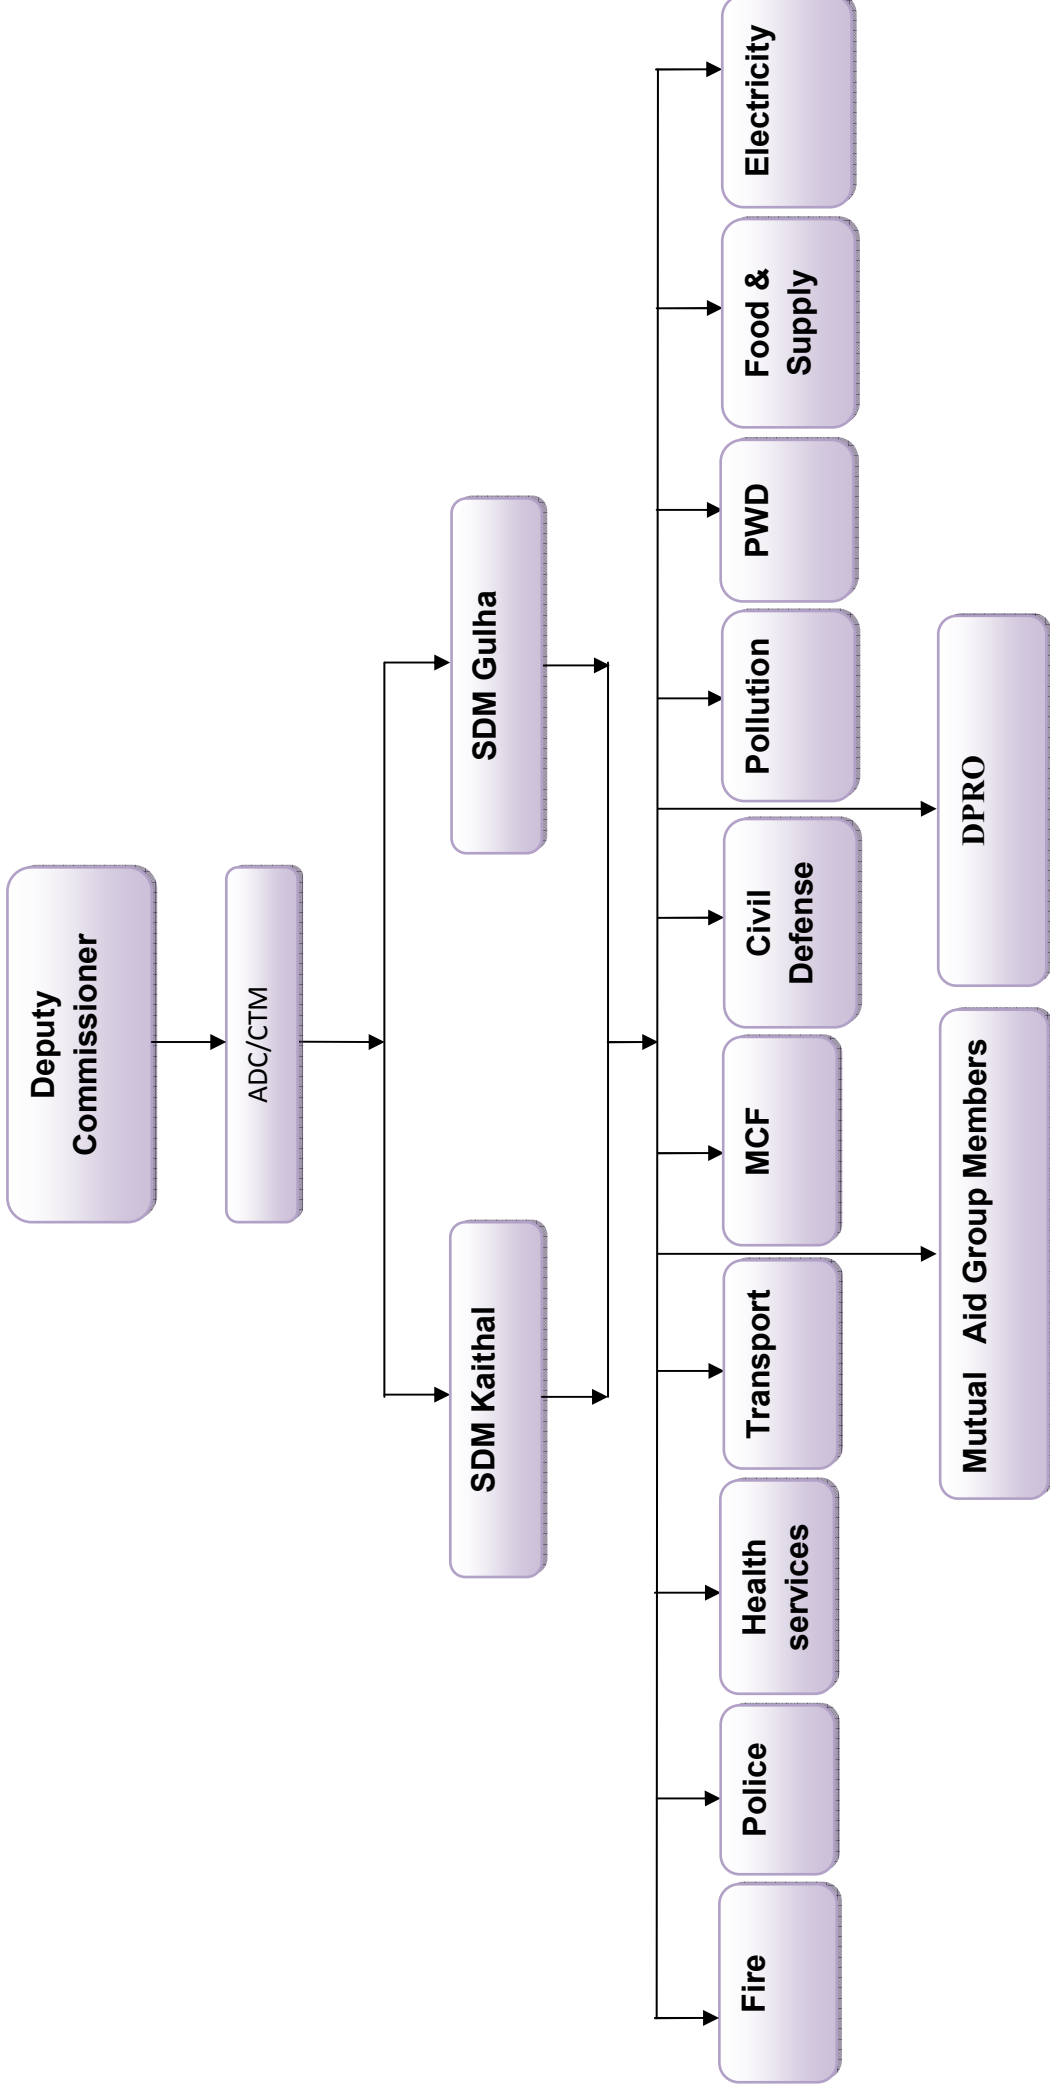 Deputy
Commissioner
ADC/CTM
SDM Kaithal
SDM Gulha
Fire
Police
Health
services
Transport
MCF
Civil
Defense
Pollution
PWD
Food &
Supply
Electricity
Mutual Aid Group Members
DPRO